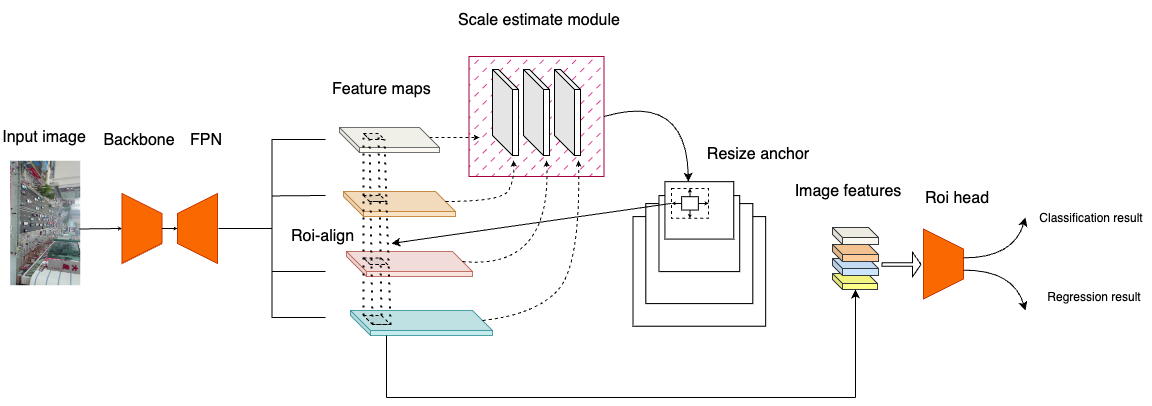 Scale estimate module
Feature maps
Input image
Backbone
FPN
Resize anchor
Image features
Roi head
Classification result
Roi-align
Regression result